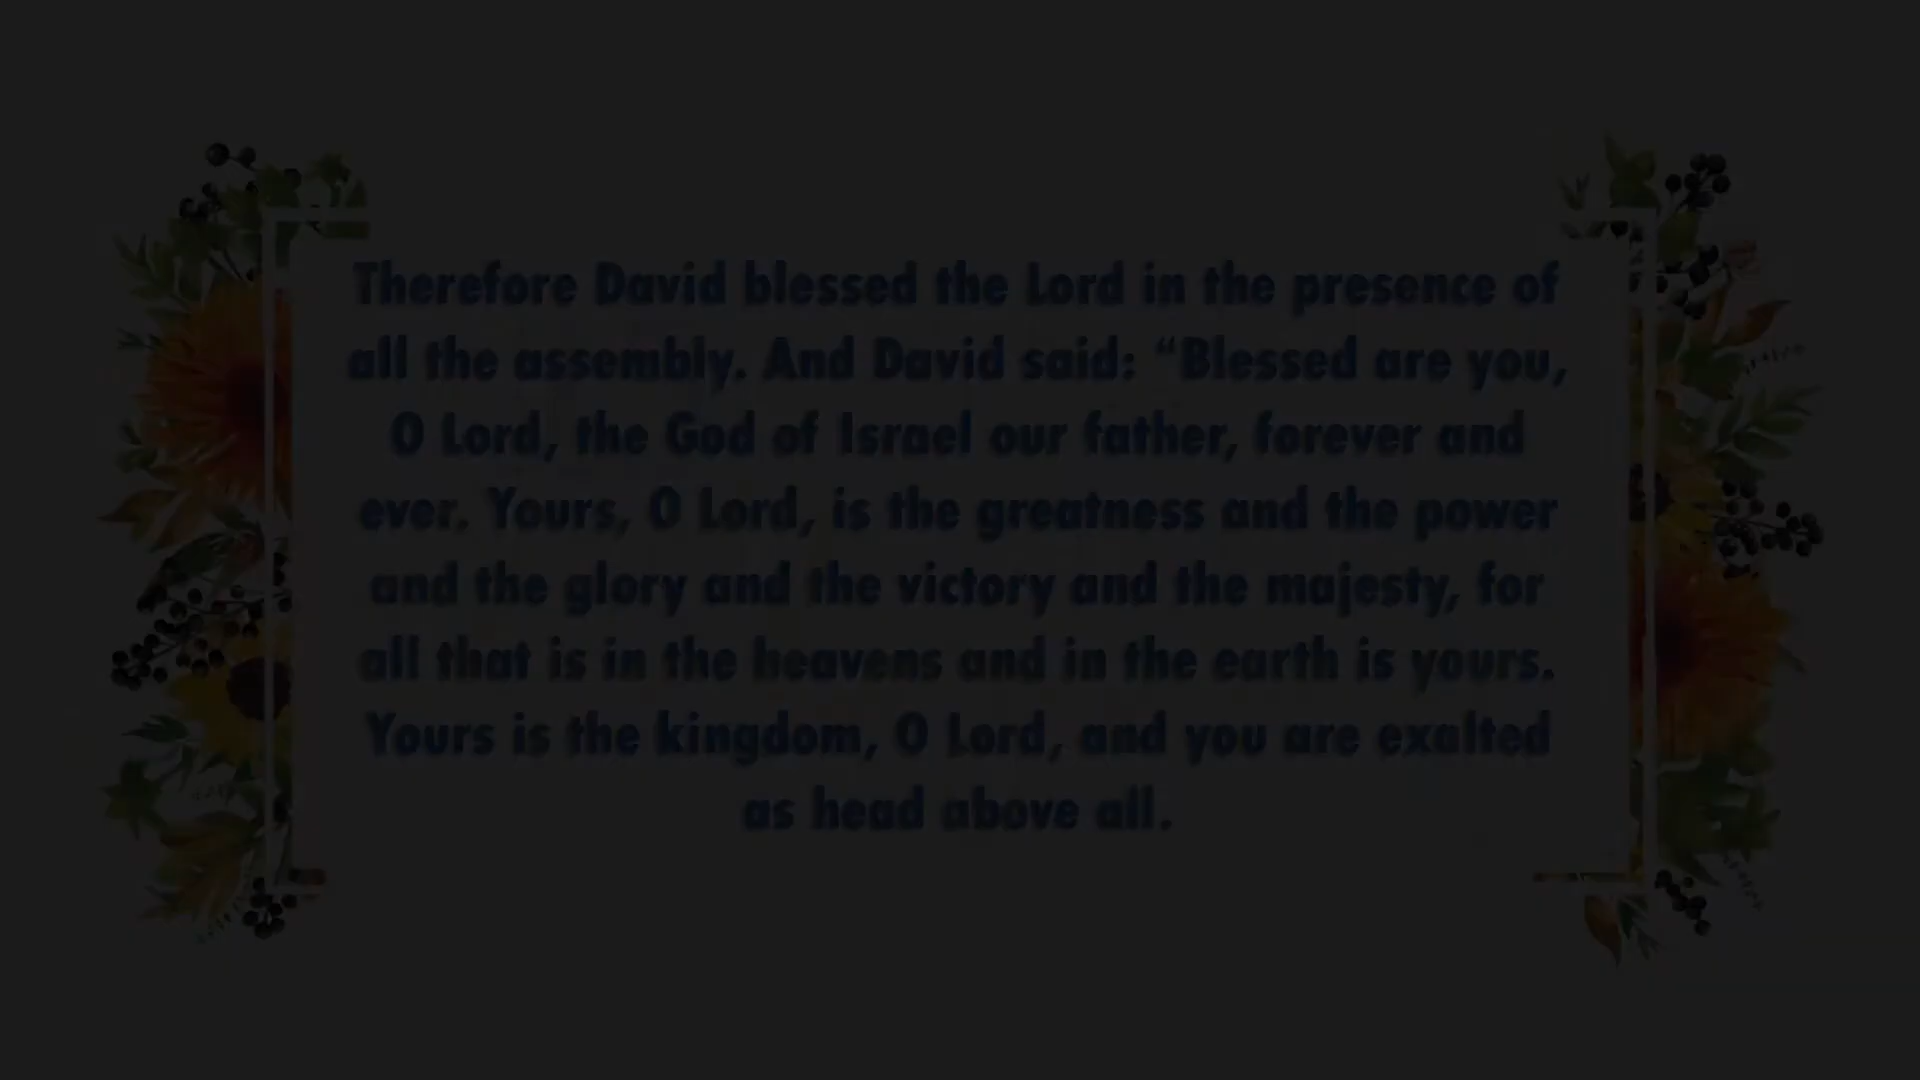 Therefore David blessed the Lord in the presence of
all the assembly. And David said: “Blessed are you,
O Lord, the God of Israel our father, forever and
ever. Yours, O Lord, is the greatness and the power
and the glory and the victory and the majesty, for
all that is in the heavens and in the earth is yours.
Yours is the kingdom, O Lord, and you are exalted
as head above all.